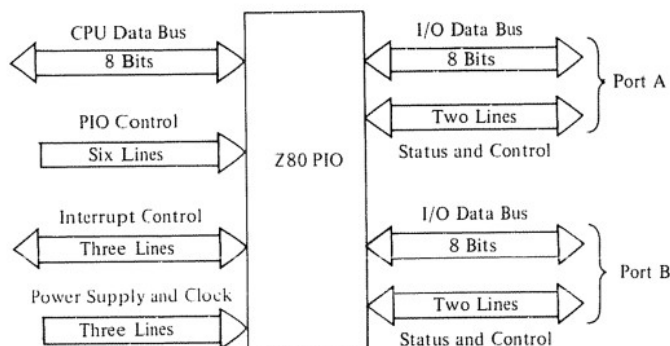 CPU Data Bus
8 Bits
PIO Control
Six Lines
Interrupt Control
Three Lines
Power Supply and Clock
Three Lines
Z80 PIO
I/O Data Bus
8 Bits
Two Lines
Status and Control
Port A
I/O Data Bus
8 Bits
Two Lines
Status and Control
Port B